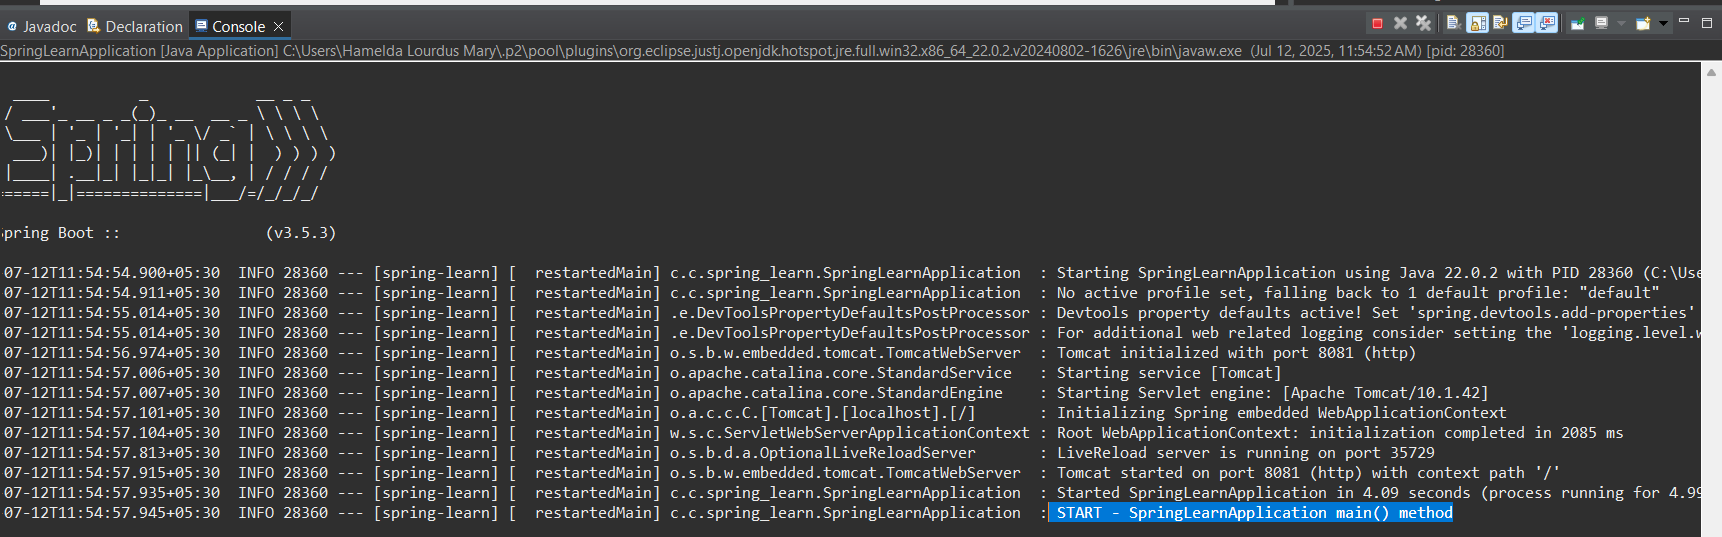 @ Javadoc Declaration Console ×
SpringLearnApplication [Java Application] C:\Users\Hamelda Lourdus Mary\.p2\pool\plugins\org.eclipse.justj.openjdk.hotspot.jre.full.win32.x86_64_22.0.2.v20240802-1626\jre\bin\javaw.exe (Jul 12, 2025, 11:54:52 AM) [pid: 28360]
  ____          _            __ _ _
/ ___'_ __ _ _(_)_ __  __ _ \ \ \ \
\___ | '_ | '_| | '_ \/ _` | \ \ \ \
 ___)| |_)| | | | | || (_| |  ) ) ) )
|____| .__|_| |_|_| |_\__, | / / / /
======|_|==============|___/=/_/_/_/
pring Boot ::                (v3.5.3)
07-12T11:54:54.900+05:30  INFO 28360 --- [spring-learn] [  restartedMain] c.c.spring_learn.SpringLearnApplication  : Starting SpringLearnApplication using Java 22.0.2 with PID 28360 (C:\Use
07-12T11:54:54.911+05:30  INFO 28360 --- [spring-learn] [  restartedMain] c.c.spring_learn.SpringLearnApplication  : No active profile set, falling back to 1 default profile: "default"
07-12T11:54:55.014+05:30  INFO 28360 --- [spring-learn] [  restartedMain] .e.DevToolsPropertyDefaultsPostProcessor : Devtools property defaults active! Set 'spring.devtools.add-properties'
07-12T11:54:55.014+05:30  INFO 28360 --- [spring-learn] [  restartedMain] .e.DevToolsPropertyDefaultsPostProcessor : For additional web related logging consider setting the 'logging.level.w
07-12T11:54:56.974+05:30  INFO 28360 --- [spring-learn] [  restartedMain] o.s.b.w.embedded.tomcat.TomcatWebServer  : Tomcat initialized with port 8081 (http)
07-12T11:54:57.006+05:30  INFO 28360 --- [spring-learn] [  restartedMain] o.apache.catalina.core.StandardService   : Starting service [Tomcat]
07-12T11:54:57.007+05:30  INFO 28360 --- [spring-learn] [  restartedMain] o.apache.catalina.core.StandardEngine    : Starting Servlet engine: [Apache Tomcat/10.1.42]
07-12T11:54:57.101+05:30  INFO 28360 --- [spring-learn] [  restartedMain] o.a.c.c.C.[Tomcat].[localhost].[/]       : Initializing Spring embedded WebApplicationContext
07-12T11:54:57.104+05:30  INFO 28360 --- [spring-learn] [  restartedMain] w.s.c.ServletWebServerApplicationContext : Root WebApplicationContext: initialization completed in 2085 ms
07-12T11:54:57.813+05:30  INFO 28360 --- [spring-learn] [  restartedMain] o.s.b.d.a.OptionalLiveReloadServer       : LiveReload server is running on port 35729
07-12T11:54:57.915+05:30  INFO 28360 --- [spring-learn] [  restartedMain] o.s.b.w.embedded.tomcat.TomcatWebServer  : Tomcat started on port 8081 (http) with context path '/'
07-12T11:54:57.935+05:30  INFO 28360 --- [spring-learn] [  restartedMain] c.c.spring_learn.SpringLearnApplication  : Started SpringLearnApplication in 4.09 seconds (process running for 4.99
07-12T11:54:57.945+05:30  INFO 28360 --- [spring-learn] [  restartedMain] c.c.spring_learn.SpringLearnApplication  : START - SpringLearnApplication main() method